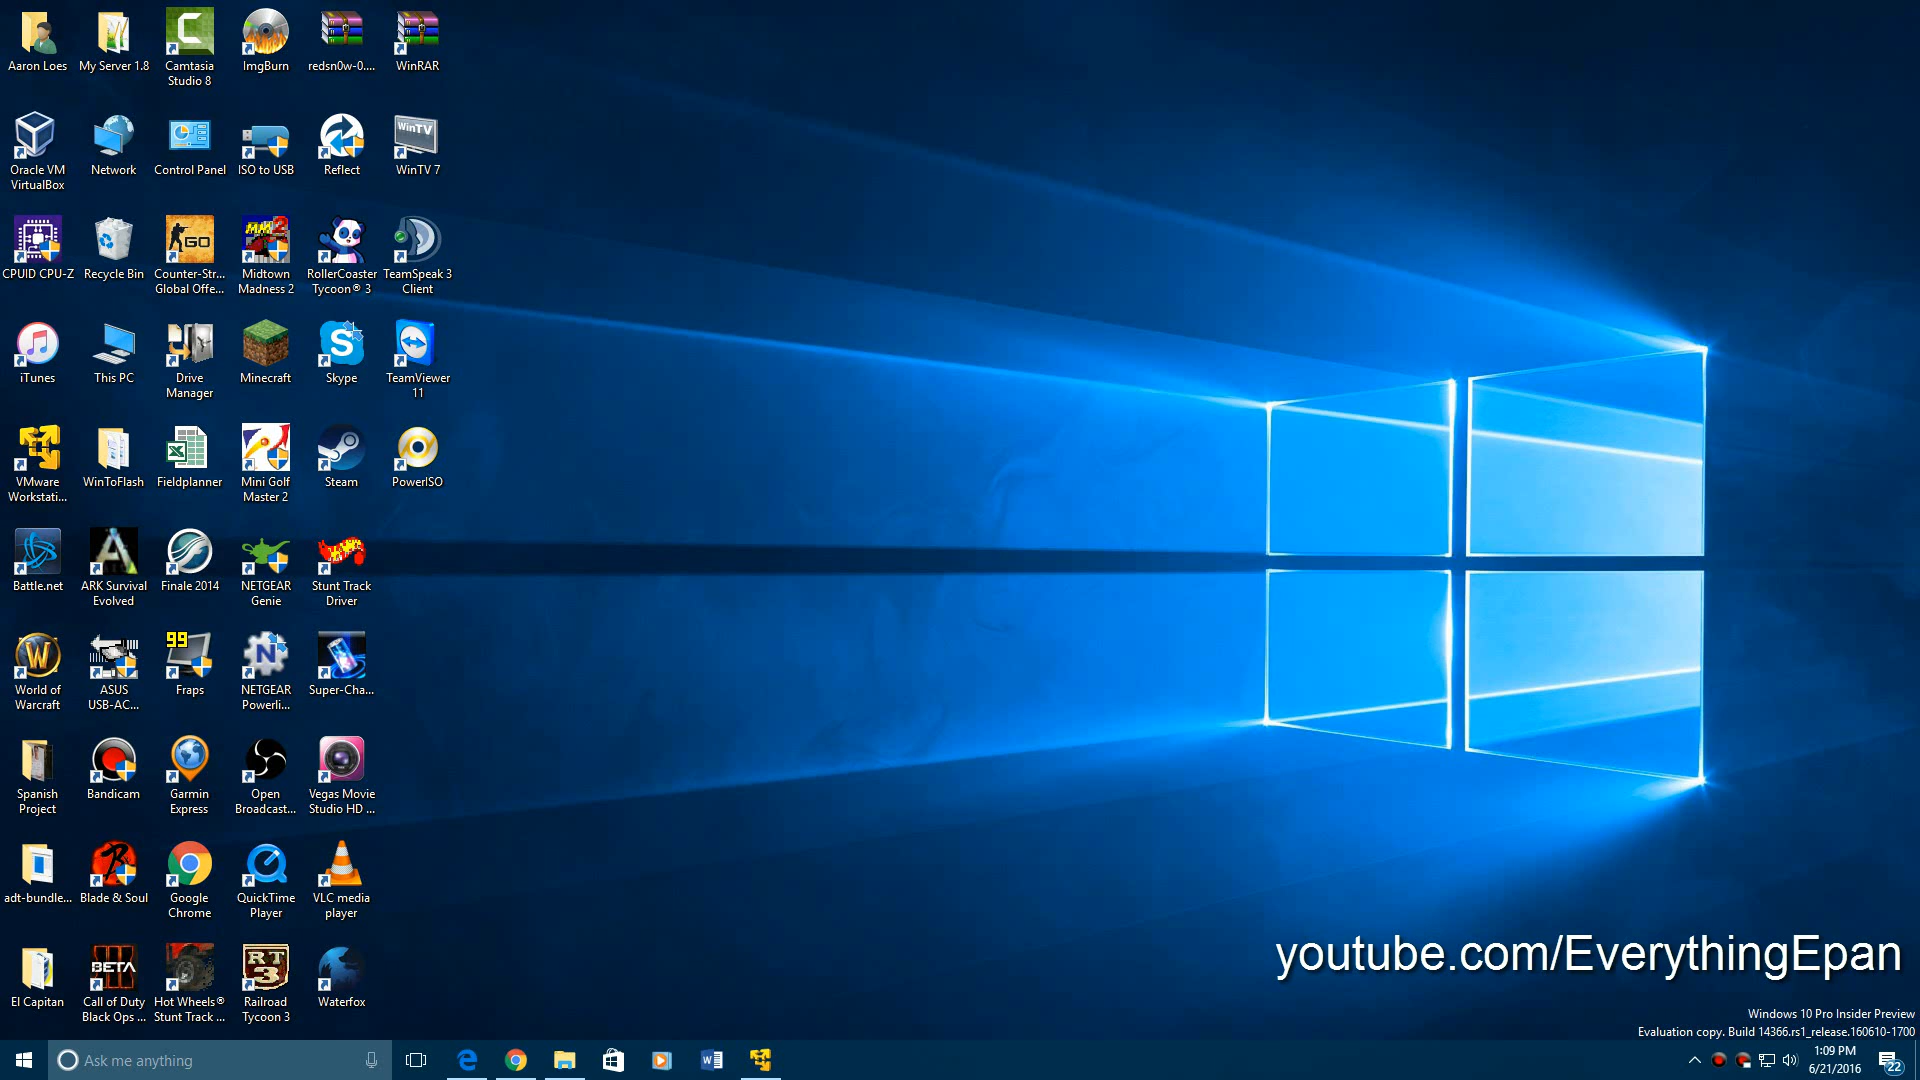 Aaron Loes
My Server 1.8
Camtasia
Studio 8
ImgBurn
redsn0w-0....
WinRAR
Oracle VM
VirtualBox
Network
Control Panel
ISO to USB
Reflect
WinTV
WinTV 7
CPUID CPU-Z
Recycle Bin
GO
Counter-Str...
Global Offe...
MM2
Midtown
Madness 2
RollerCoaster
Tycoon® 3
TeamSpeak 3
Client
iTunes
This PC
Drive
Manager
Minecraft
Skype
TeamViewer
11
VMware
Workstati...
WinToFlash
Fieldplanner
Mini Golf
Master 2
Steam
PowerISO
Battle.net
ARK Survival
Evolved
Finale 2014
NETGEAR
Genie
Stunt Track
Driver
World of
Warcraft
ASUS
USB-AC...
99
Fraps
NETGEAR
Powerli...
Super-Cha...
Spanish
Project
Bandicam
Garmin
Express
Open
Broadcast...
Vegas Movie
Studio HD ...
adt-bundle...
Blade & Soul
Google
Chrome
QuickTime
Player
VLC media
player
El Capitan
BETA
Call of Duty
Black Ops ...
Hot Wheels®
Stunt Track ...
RT
3
Railroad
Tycoon 3
Waterfox
youtube.com/EverythingEpan
Windows 10 Pro Insider Preview
Evaluation copy. Build 14366.rs1_release.160610-1700
Ask me anything
1:09 PM
6/21/2016
22